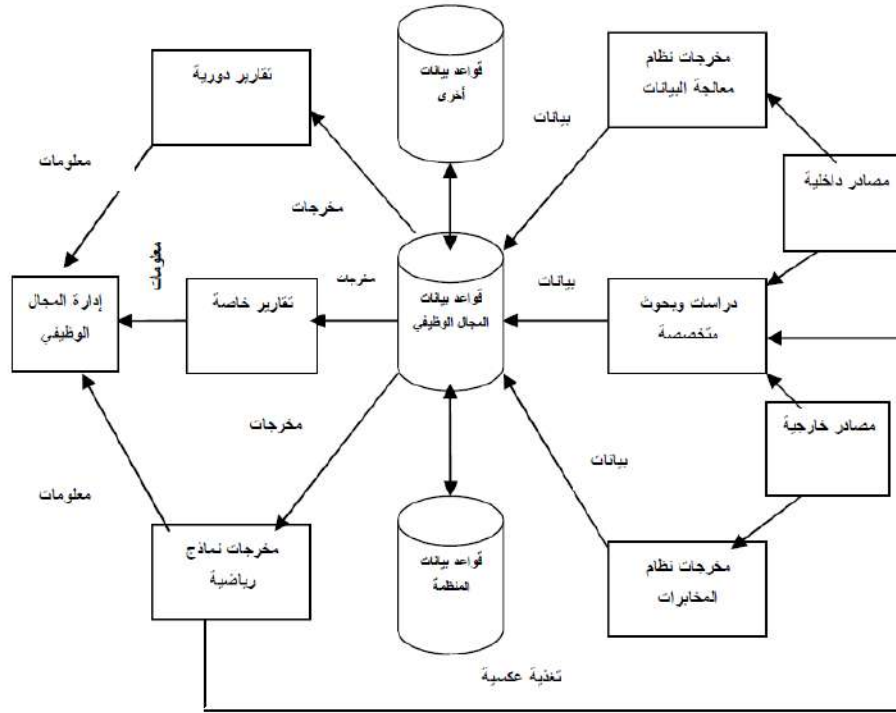 قواعد بيانات
أخرى
مخرجات نظام
معالجة البيانات
تقارير دورية
بيانات
معلومات
مصادر داخلية
مخرجات
معلومات
قواعد بيانات
المجال الوظيفي
مخرجات
بيانات
دراسات وبحوث
متخصصة
تقارير خاصة
إدارة المجال
الوظيفي
مصادر خارجية
مخرجات
بيانات
معلومات
مخرجات نماذج
رياضية
قواعد بيانات
المنظمة
مخرجات نظام
المخابرات
تغذية عكسية